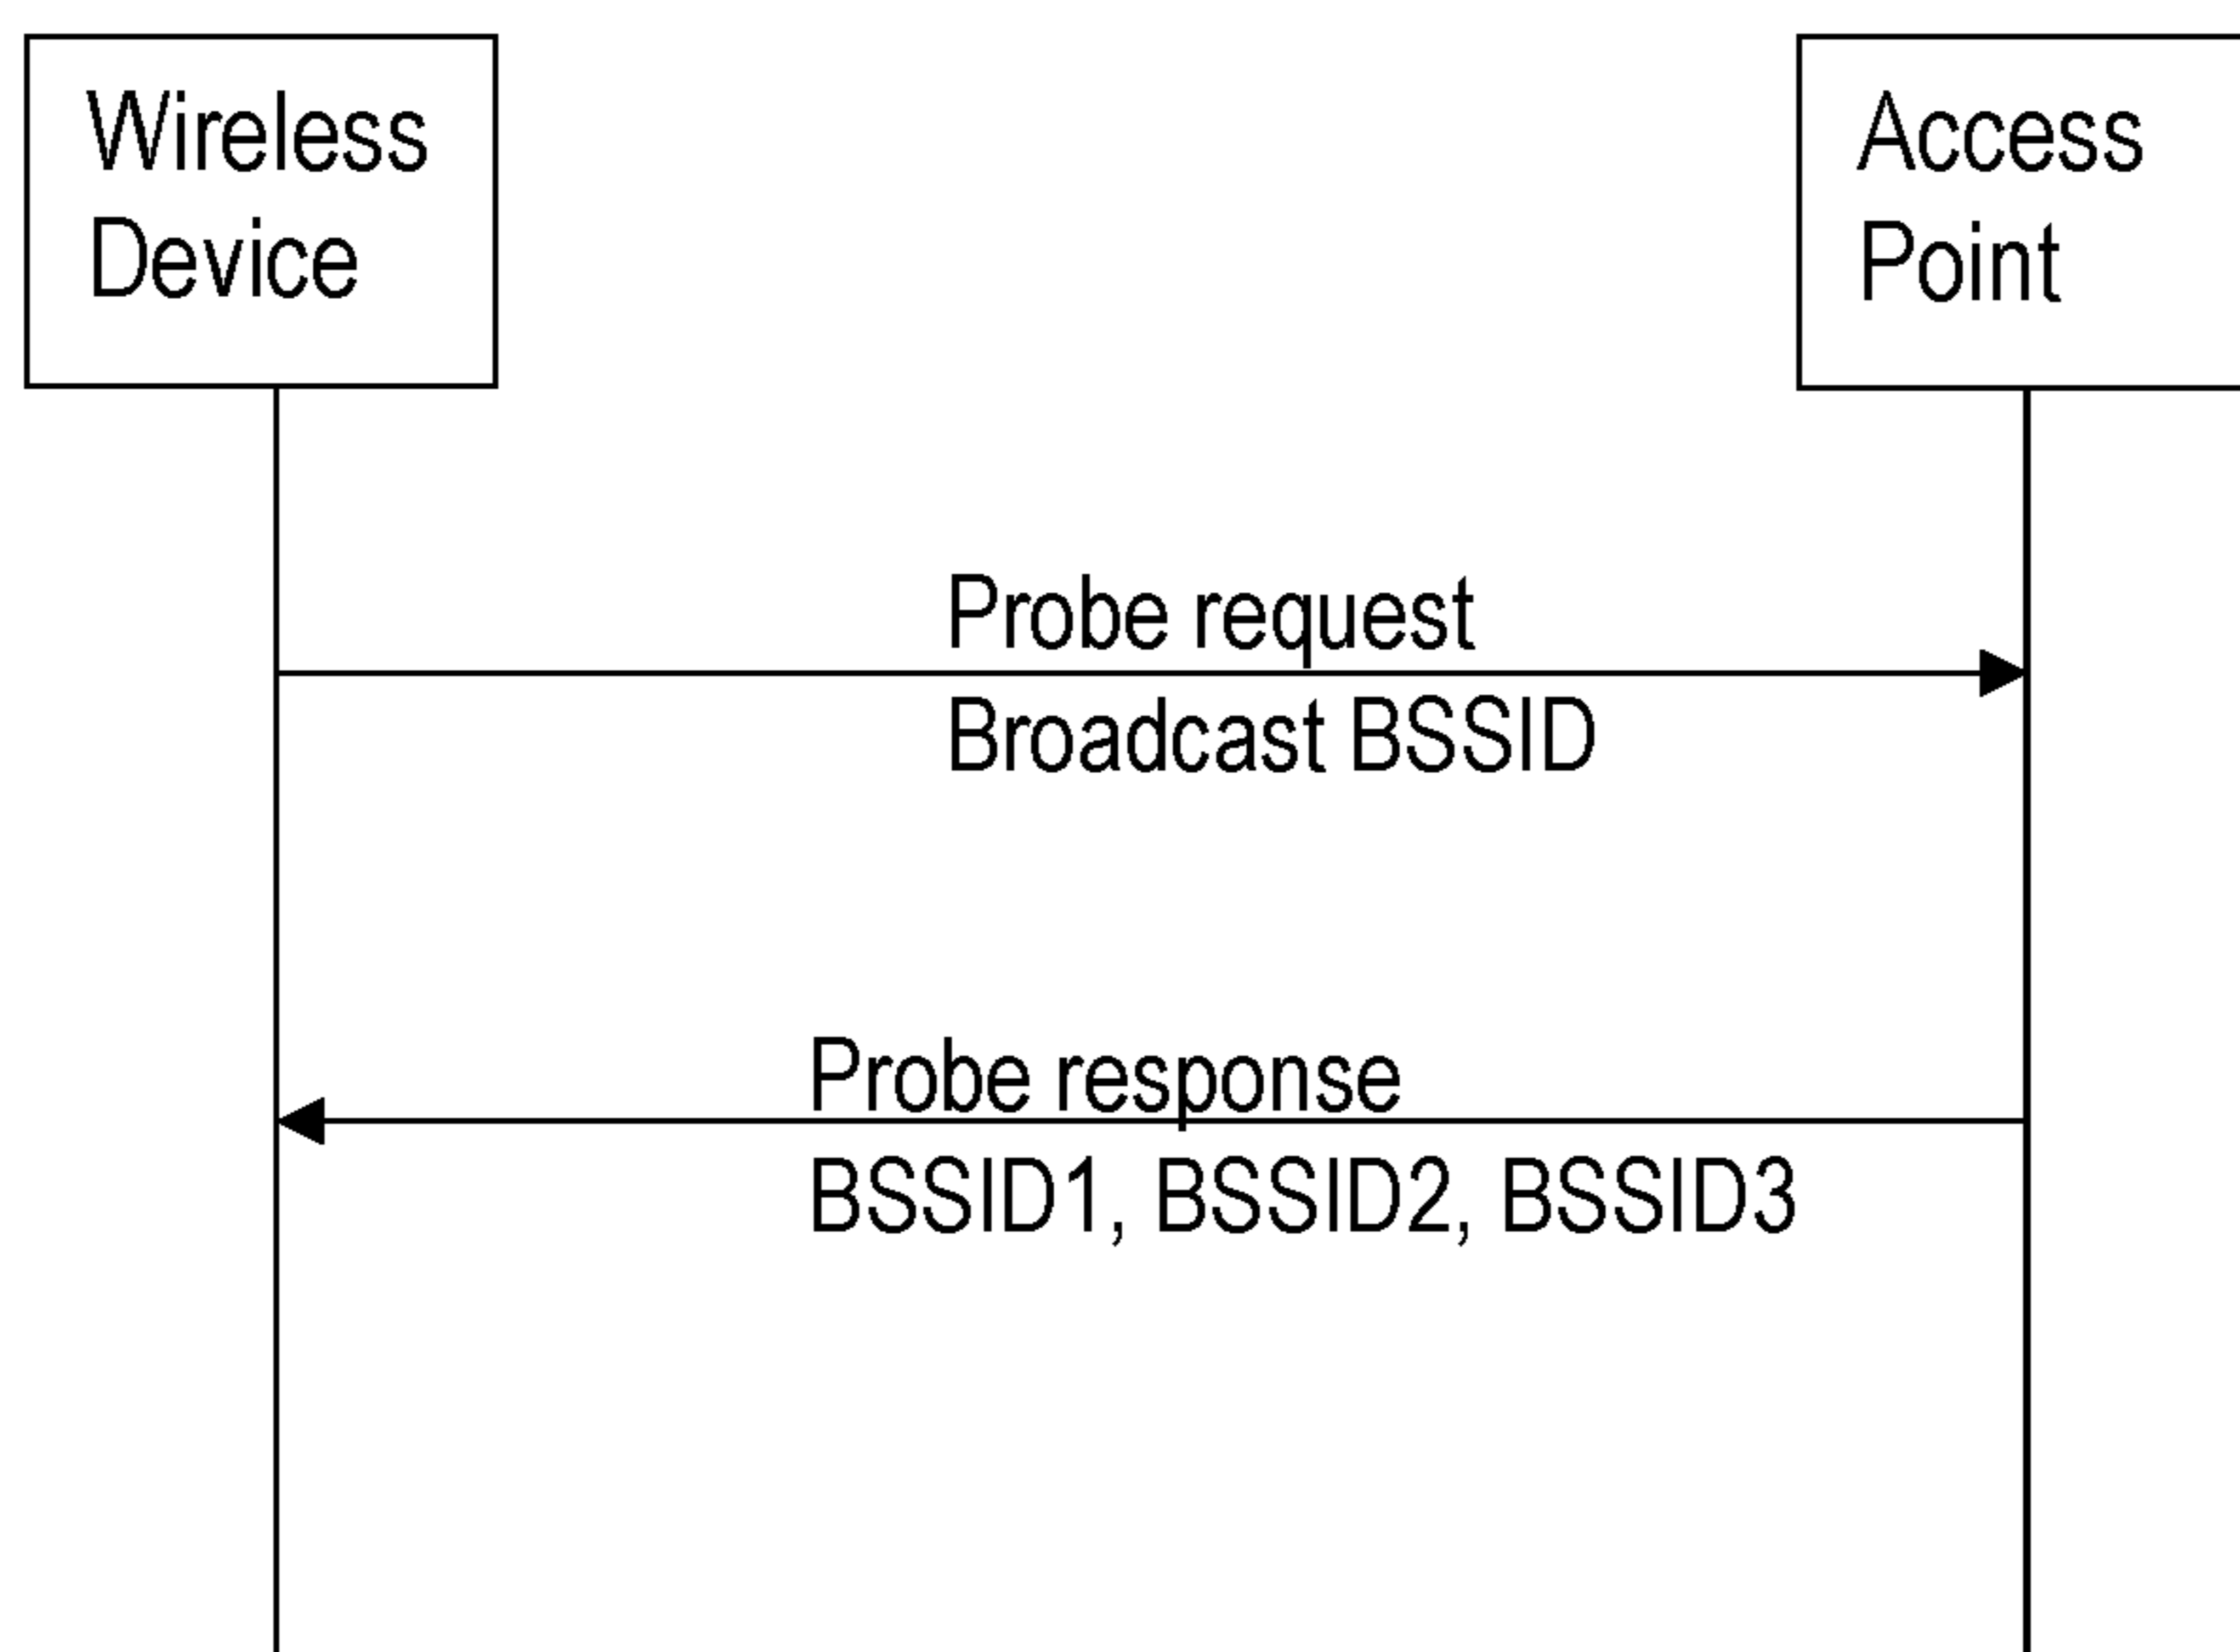 Wireless
Device
Access
Point
Probe request
Broadcast BSSID
Probe response
BSSID1, BSSID2, BSSID3